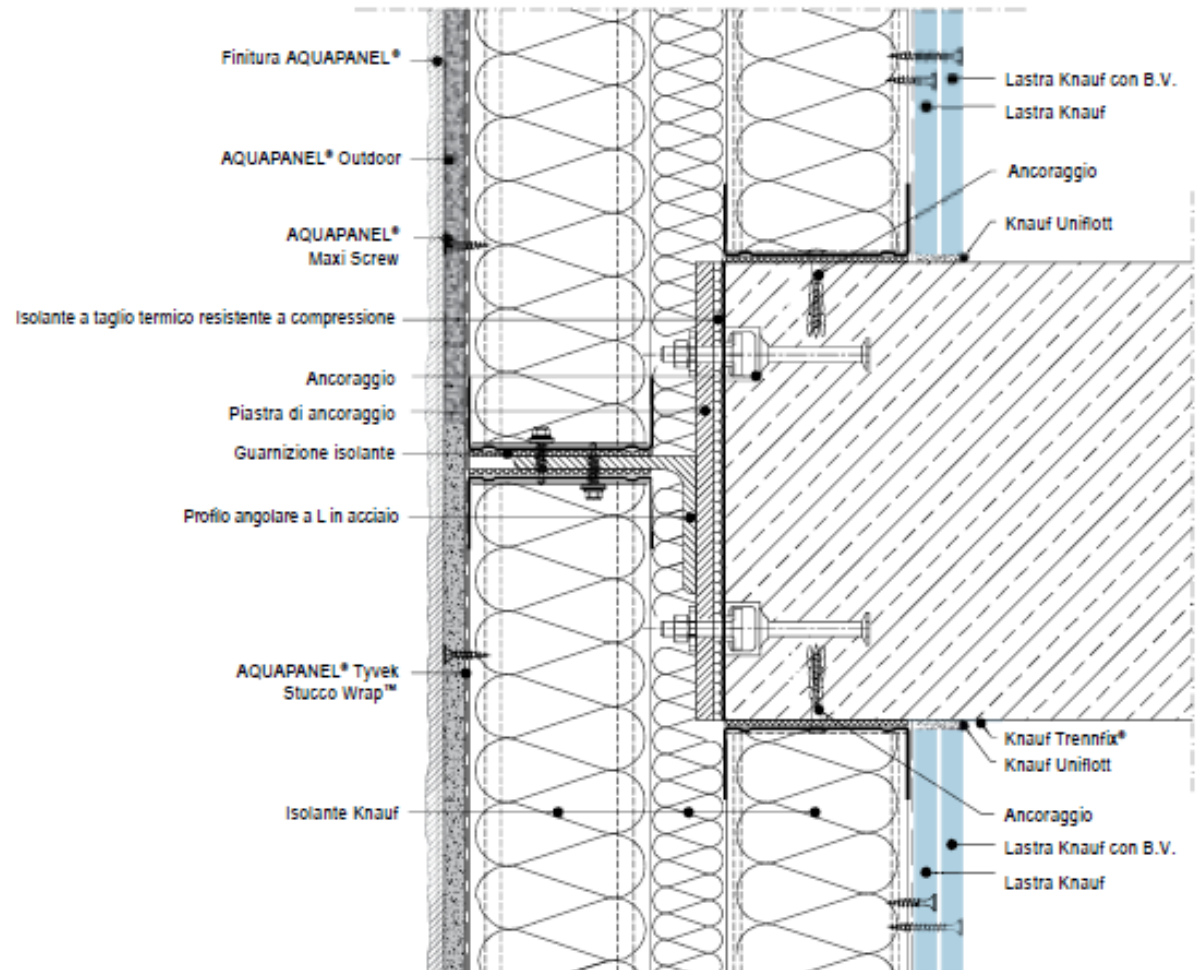 Finitura AQUAPANEL®
AQUAPANEL® Outdoor
AQUAPANEL®
Maxi Screw
Isolante a taglio termico resistente a compressione
Ancoraggio
Piastra di ancoraggio
Guarnizione isolante
Profilo angolare a L in acciaio
AQUAPANEL® Tyvek
Stucco Wrap™
Isolante Knauf
Lastra Knauf con B.V.
Lastra Knauf
Ancoraggio
Knauf Uniflott
Knauf Trennfix®
Knauf Uniflott
Ancoraggio
Lastra Knauf con B.V.
Lastra Knauf